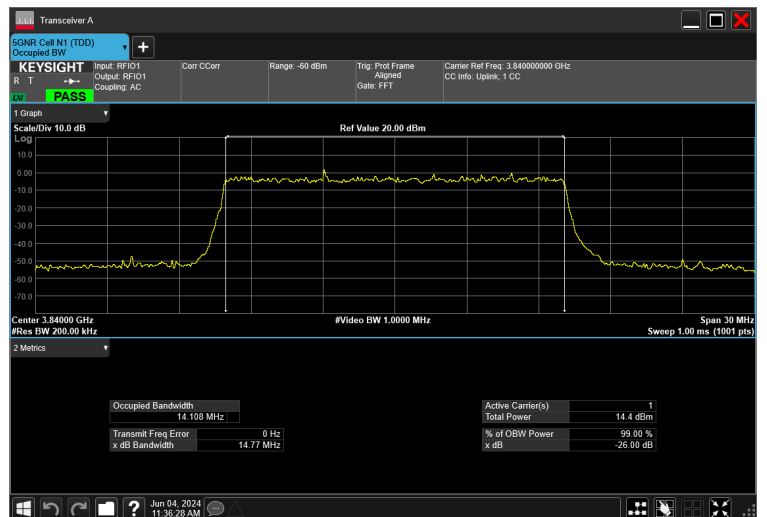 Transceiver A
5GNR Cell N1 (TDD)
Occupied BW
KEYSIGHT
R T
LXI
PASS
Input: RFIO1
Output: RFIO1
Coupling: AC
Corr CCorr
Range: -60 dBm
Trig: Prot Frame
Aligned
Gate: FFT
Carrier Ref Freq: 3.840000000 GHz
CC Info: Uplink, 1 CC
1 Graph
Scale/Div 10.0 dB
Ref Value 20.00 dBm
Log
10.0
0.00
-10.0
-20.0
-30.0
-40.0
-50.0
-60.0
-70.0
Center 3.84000 GHz
#Video BW 1.0000 MHz
Span 30 MHz
#Res BW 200.00 kHz
Sweep 1.00 ms (1001 pts)
2 Metrics
Occupied Bandwidth
14.108 MHz
Transmit Freq Error 0 Hz
x dB Bandwidth 14.77 MHz
Active Carrier(s) 1
Total Power 14.4 dBm
% of OBW Power 99.00 %
x dB -26.00 dB
?
Jun 04, 2024
11:36:28 AM